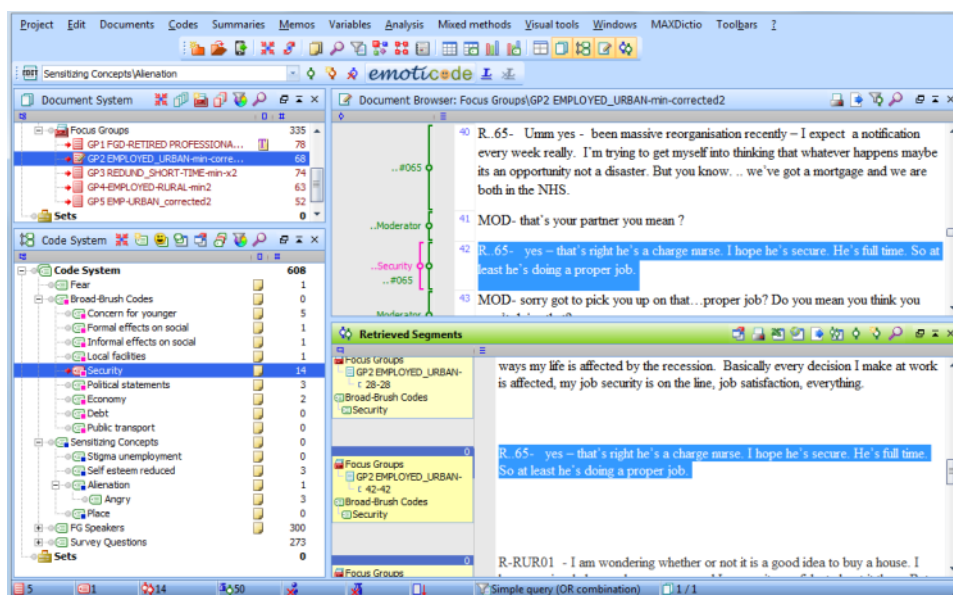 Project Edit Documents Codes Summaries Memos Variables Analysis Mixed methods Visual tools Windows MAXDictio Toolbars ?
Sensitizing Concepts\Alienation
emoticode
Document System
Focus Groups 335
GP1 FGD-RETIRED PROFESSIONA... 78
GP2 EMPLOYED_URBAN-min-corre... 68
GP3 REDUND_SHORT-TIME-min-x2 74
GP4-EMPLOYED-RURAL-min2 63
GP5 EMP-URBAN_corrected2 52
Sets 0
Code System
Code System 608
Fear 1
Broad-Brush Codes 0
Concern for younger 5
Formal effects on social 1
Informal effects on social 1
Local facilities 1
Security 14
Political statements 3
Economy 2
Debt 0
Public transport 0
Sensitizing Concepts 0
Stigma unemployment 0
Self esteem reduced 3
Alienation 1
Angry 3
Place 0
FG Speakers 300
Survey Questions 273
Sets 0
Document Browser: Focus Groups\GP2 EMPLOYED_URBAN-min-corrected2
..#065
..Moderator
..Security
..#065
Moderator
40 R..65- Umm yes - been massive reorganisation recently – I expect a notification
every week really. I'm trying to get myself into thinking that whatever happens maybe
its an opportunity not a disaster. But you know. .. we've got a mortgage and we are
both in the NHS.
41 MOD- that's your partner you mean ?
42 R..65- yes – that's right he's a charge nurse. I hope he's secure. He's full time. So at
least he's doing a proper job.
43 MOD- sorry got to pick you up on that…proper job? Do you mean you think you
Retrieved Segments
Focus Groups
GP2 EMPLOYED_URBAN-
28-28
Broad-Brush Codes
Security
ways my life is affected by the recession. Basically every decision I make at work
is affected, my job security is on the line, job satisfaction, everything.
0
Focus Groups
GP2 EMPLOYED_URBAN-
42-42
Broad-Brush Codes
Security
R..65- yes – that's right he's a charge nurse. I hope he's secure. He's full time.
So at least he's doing a proper job.
0
Focus Groups
R-RUR01 - I am wondering whether or not it is a good idea to buy a house. I
5 1 14 50 Simple query (OR combination) 1 / 1